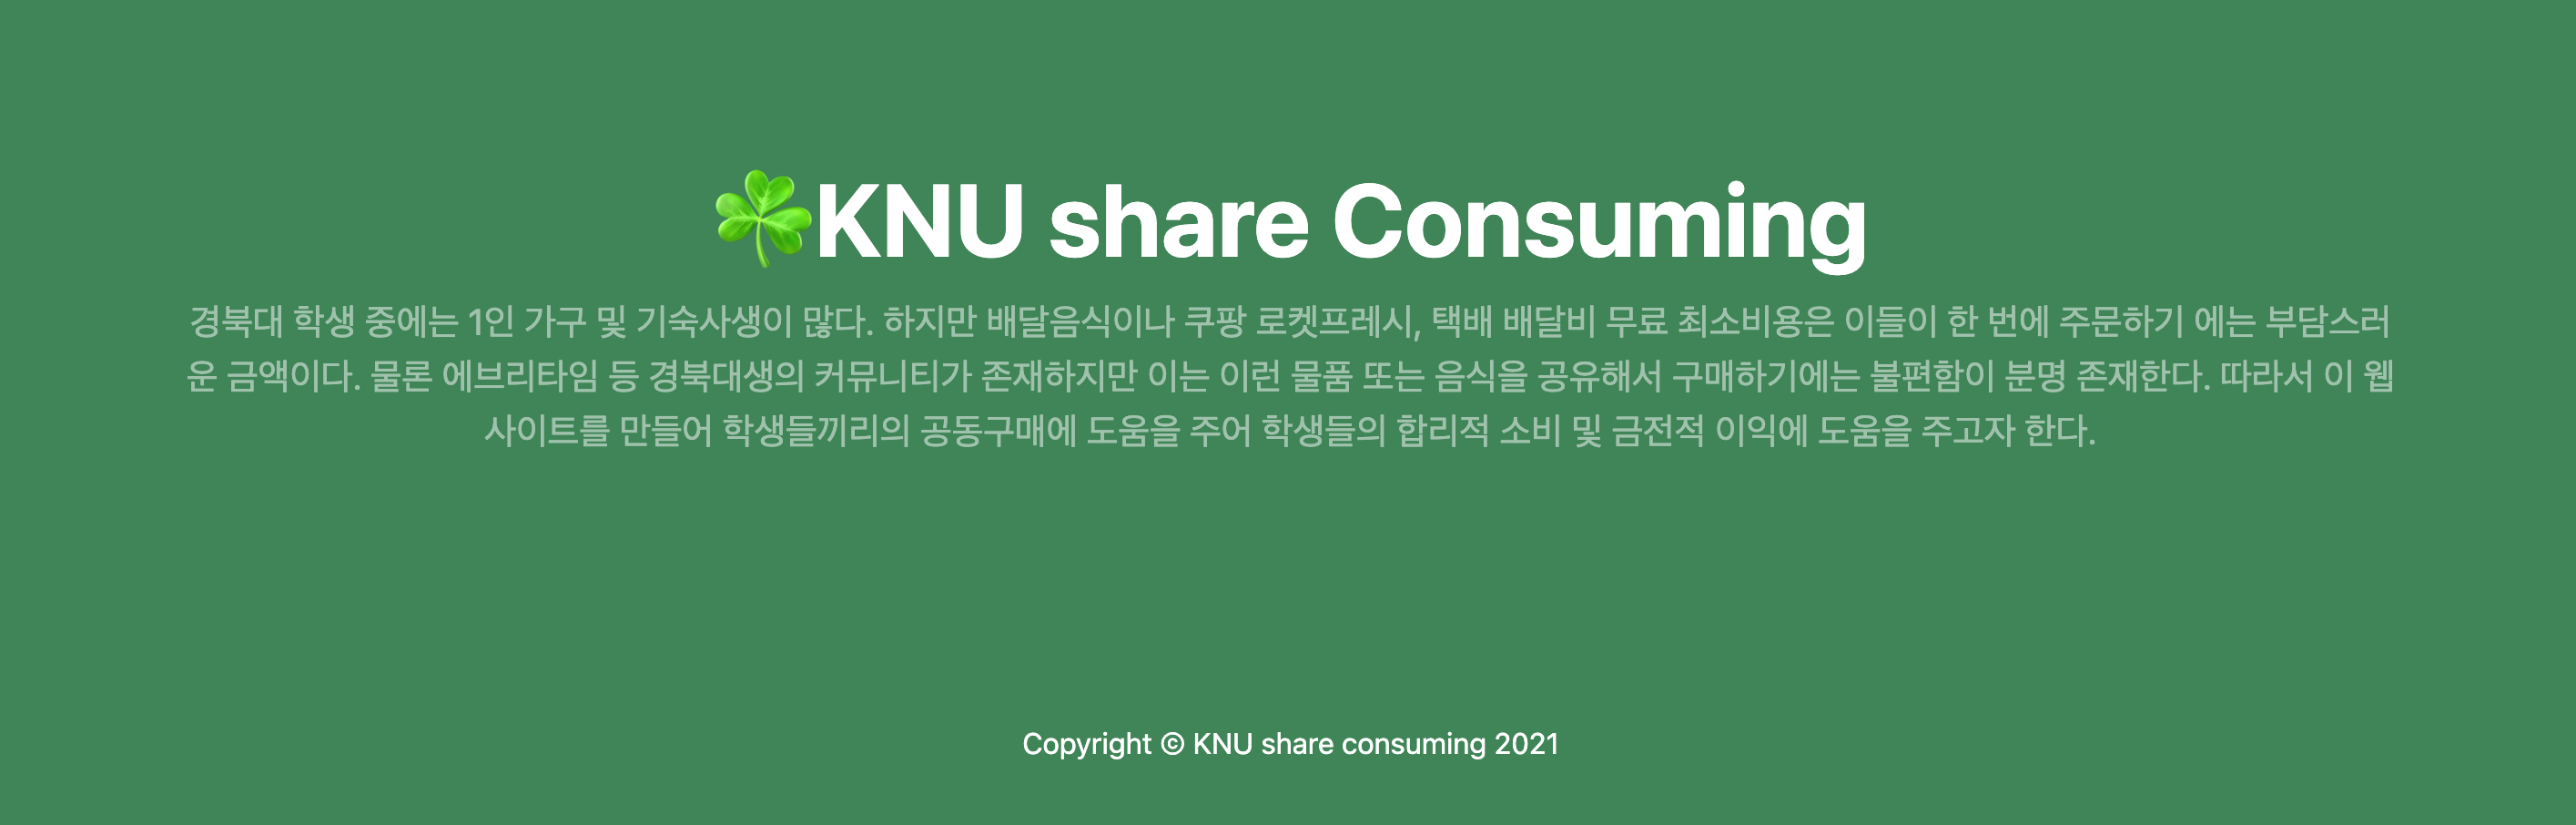 ☘️KNU share Consuming
경북대 학생 중에는 1인 가구 및 기숙사생이 많다. 하지만 배달음식이나 쿠팡 로켓프레시, 택배 배달비 무료 최소비용은 이들이 한 번에 주문하기 에는 부담스러
운 금액이다. 물론 에브리타임 등 경북대생의 커뮤니티가 존재하지만 이는 이런 물품 또는 음식을 공유해서 구매하기에는 불편함이 분명 존재한다. 따라서 이 웹
사이트를 만들어 학생들끼리의 공동구매에 도움을 주어 학생들의 합리적 소비 및 금전적 이익에 도움을 주고자 한다.
Copyright © KNU share consuming 2021